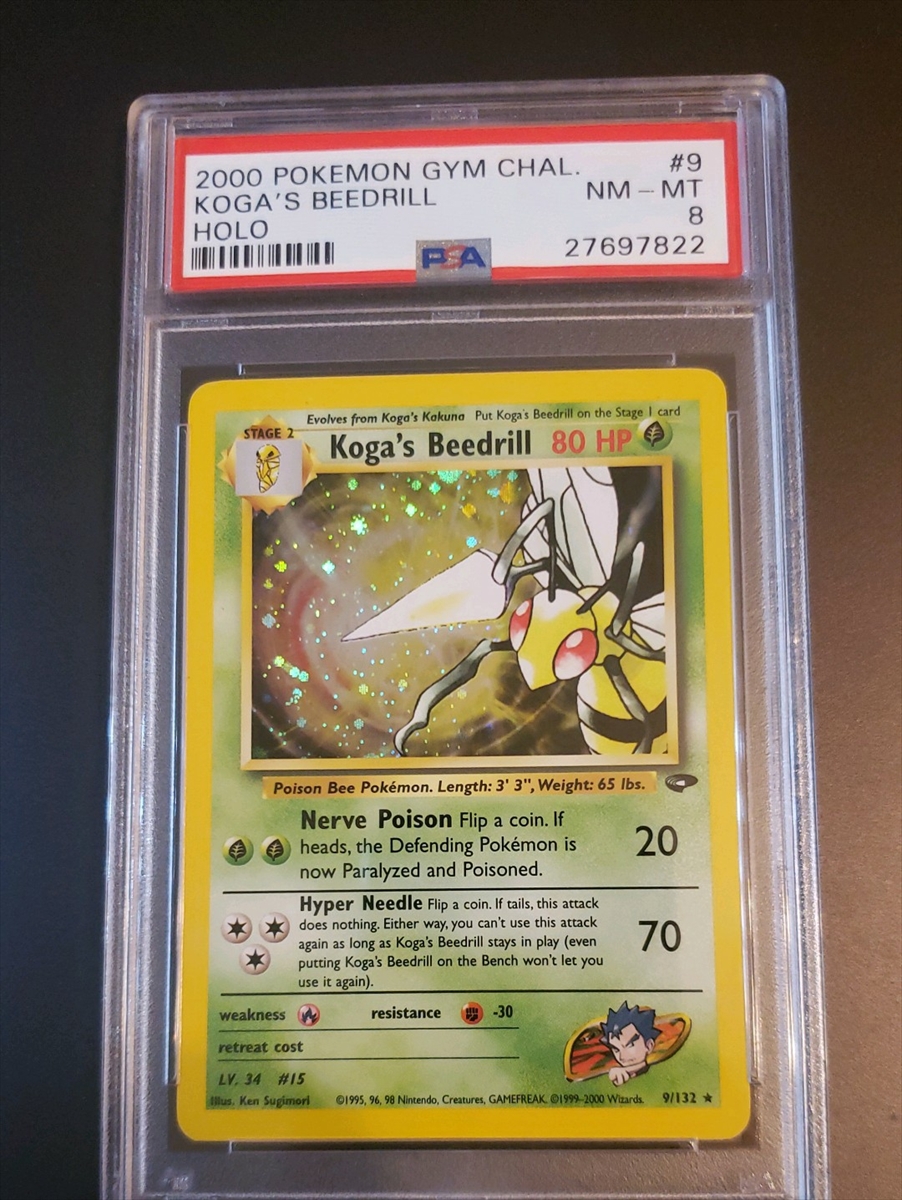 2000 POKEMON GYM CHAL. #9
KOGA'S BEEDRILL NM - MT
HOLO 8
PSA 27697822
Evolves from Koga's Kakuna Put Koga's Beedrill on the Stage 1 card
STAGE 2
Koga's Beedrill 80 HP
Poison Bee Pokémon. Length: 3' 3", Weight: 65 lbs.
Nerve Poison Flip a coin. If
heads, the Defending Pokémon is 20
now Paralyzed and Poisoned.
Hyper Needle Flip a coin. If tails, this attack
does nothing. Either way, you can't use this attack
again as long as Koga's Beedrill stays in play (even 70
putting Koga's Beedrill on the Bench won't let you
use it again).
weakness resistance -30
retreat cost
LV. 34 #15
Illus. Ken Sugimori ©1995, 96, 98 Nintendo, Creatures, GAMEFREAK. ©1999-2000 Wizards. 9/132 ★